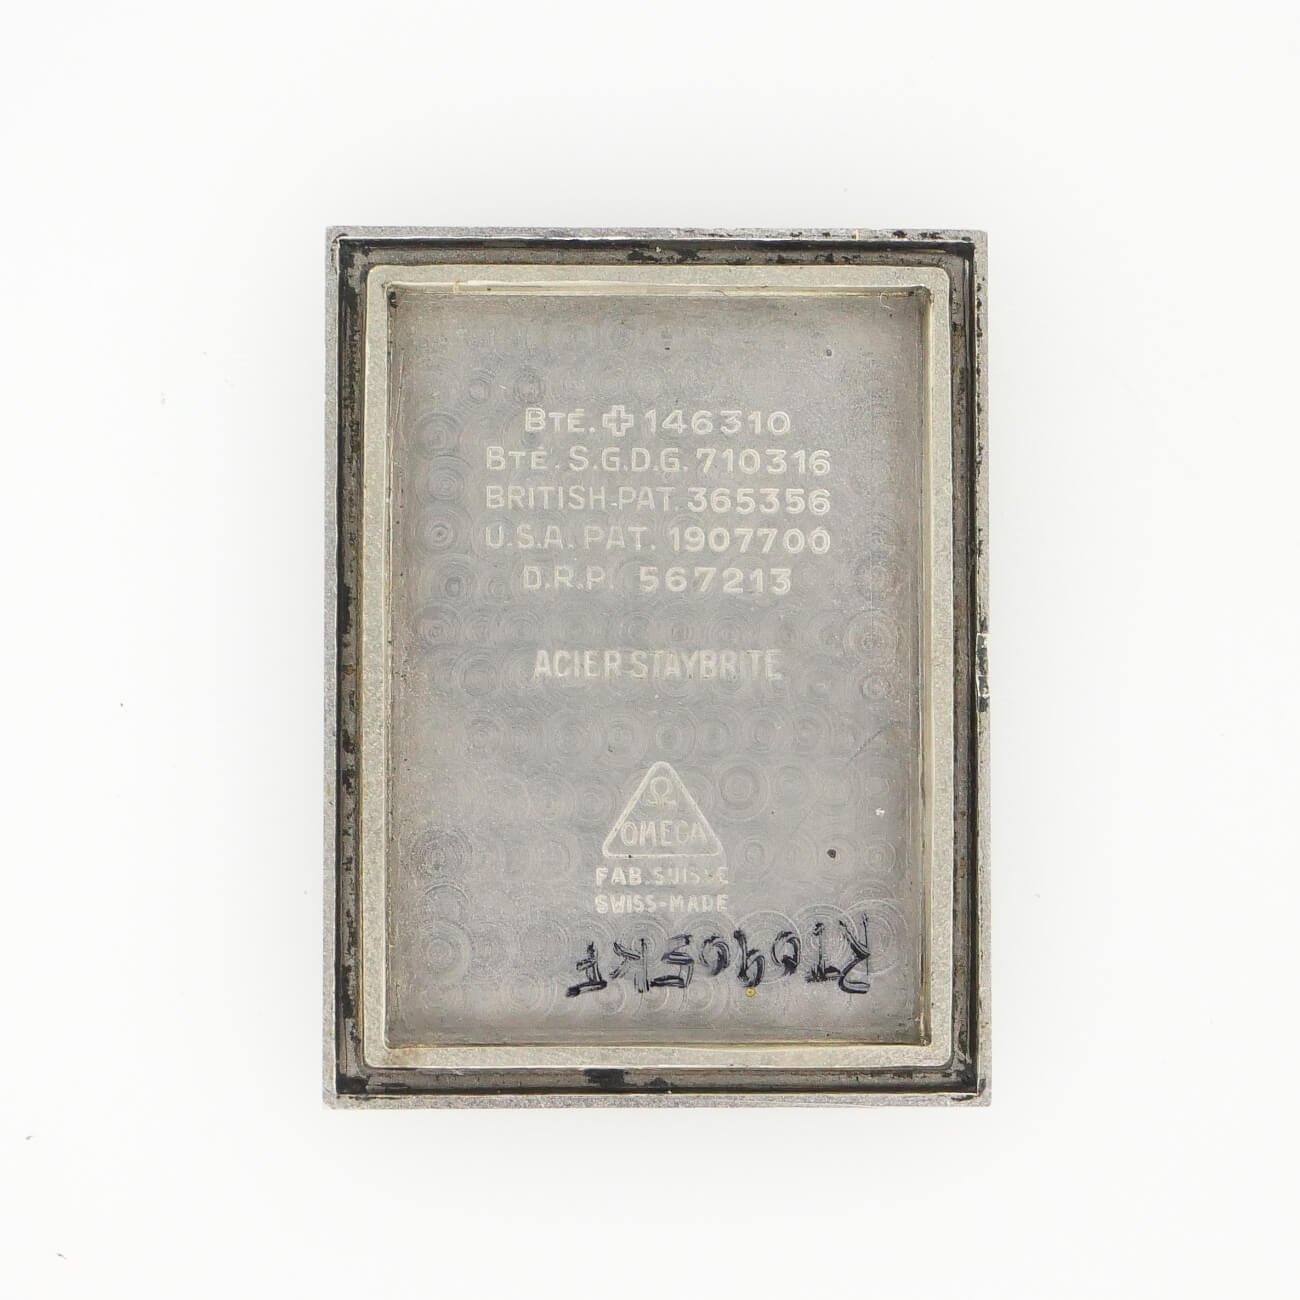 BTÉ. ✚ 146310
BTÉ. S.G.D.G. 710316
BRITISH-PAT. 365356
U.S.A. PAT. 1907700
D.R.P. 567213
ACIER STAYBRITE
Ω
OMEGA
FAB. SUISSE
SWISS-MADE